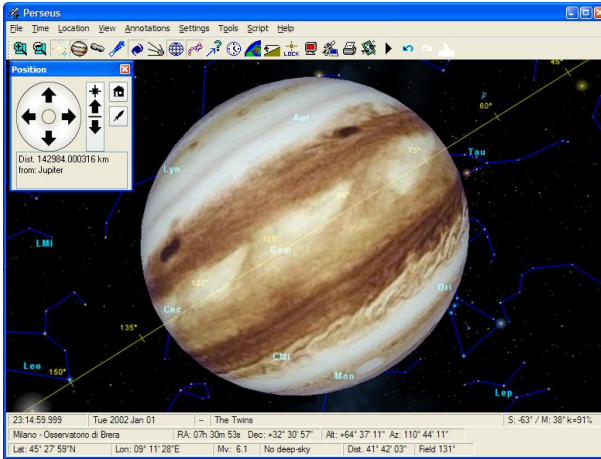 Perseus
File Time Location View Annotations Settings Tools Script Help
LOCK
Position
Dist. 142984.000316 km
from: Jupiter
45°
60°
Aur
75°
Tau
Lyn
90°
LMi
105°
Gem
120°
Ori
Cnc
135°
CMi
Leo
150°
Mon
Lep
23:14:59.999 Tue 2002 Jan 01 -- The Twins S: -63° / M: 38° k=91%
Milano - Osservatorio di Brera RA: 07h 30m 53s Dec: +32° 30' 57" Alt: +64° 37' 11" Az: 110° 44' 11"
Lat: 45° 27' 59"N Lon: 09° 11' 28"E Mv: 6.1 No deep-sky Dist. 41° 42' 03" Field 131°